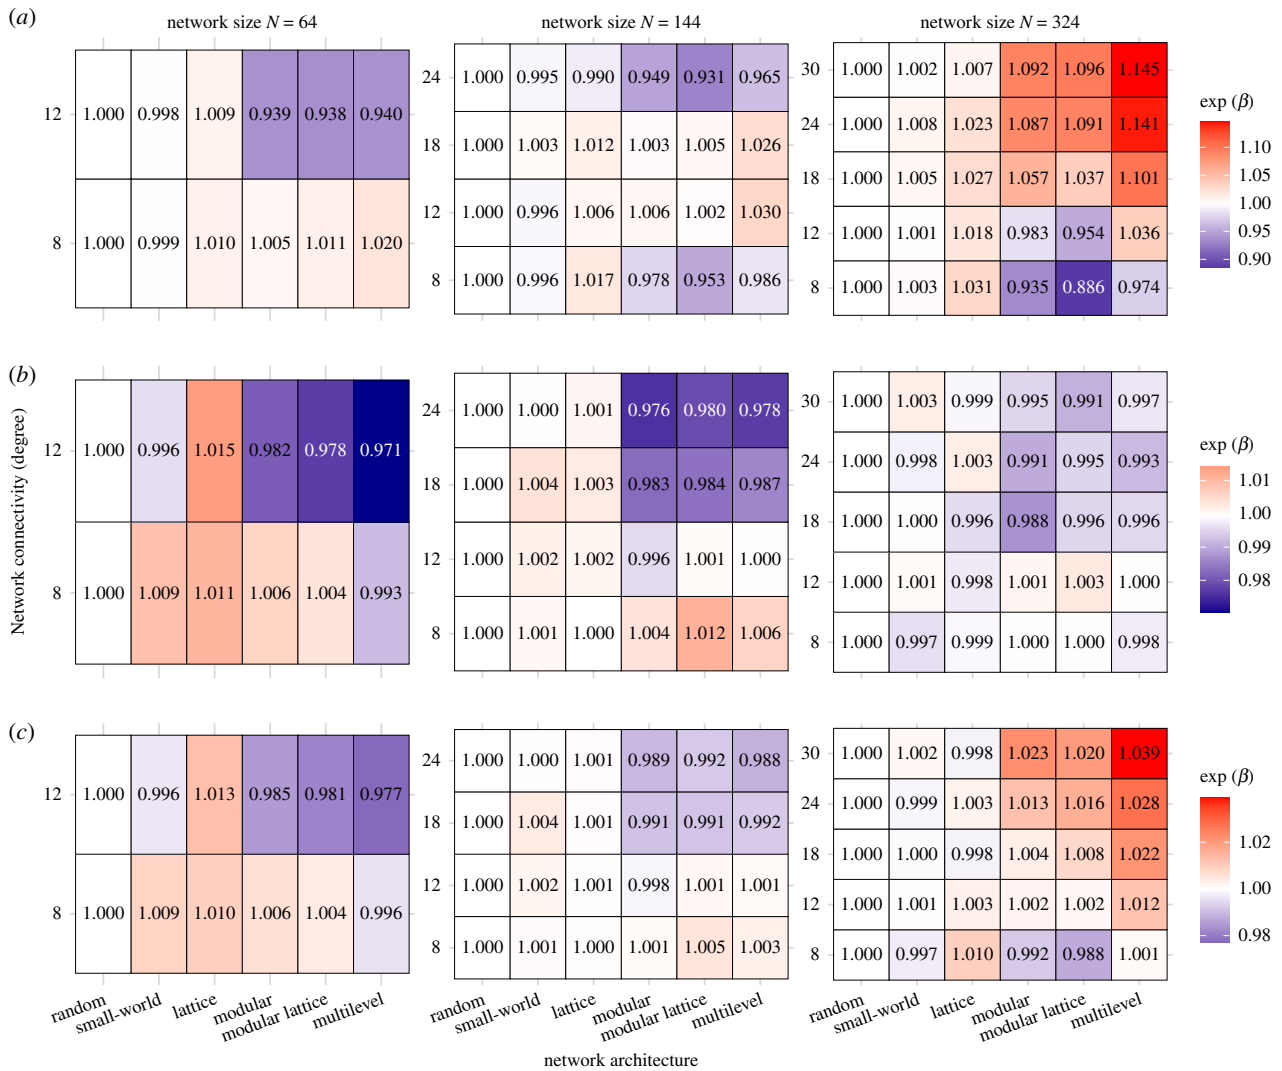 (a)
network size N = 64
network size N = 144
network size N = 324
12 1.000 0.998 1.009 0.939 0.938 0.940
8 1.000 0.999 1.010 1.005 1.011 1.020
24 1.000 0.995 0.990 0.949 0.931 0.965
18 1.000 1.003 1.012 1.003 1.005 1.026
12 1.000 0.996 1.006 1.006 1.002 1.030
8 1.000 0.996 1.017 0.978 0.953 0.986
30 1.000 1.002 1.007 1.092 1.096 1.145
24 1.000 1.008 1.023 1.087 1.091 1.141
18 1.000 1.005 1.027 1.057 1.037 1.101
12 1.000 1.001 1.018 0.983 0.954 1.036
8 1.000 1.003 1.031 0.935 0.886 0.974
exp (β)
1.10
1.05
1.00
0.95
0.90
(b)
Network connectivity (degree)
12 1.000 0.996 1.015 0.982 0.978 0.971
8 1.000 1.009 1.011 1.006 1.004 0.993
24 1.000 1.000 1.001 0.976 0.980 0.978
18 1.000 1.004 1.003 0.983 0.984 0.987
12 1.000 1.002 1.002 0.996 1.001 1.000
8 1.000 1.001 1.000 1.004 1.012 1.006
30 1.000 1.003 0.999 0.995 0.991 0.997
24 1.000 0.998 1.003 0.991 0.995 0.993
18 1.000 1.000 0.996 0.988 0.996 0.996
12 1.000 1.001 0.998 1.001 1.003 1.000
8 1.000 0.997 0.999 1.000 1.000 0.998
exp (β)
1.01
1.00
0.99
0.98
(c)
12 1.000 0.996 1.013 0.985 0.981 0.977
8 1.000 1.009 1.010 1.006 1.004 0.996
24 1.000 1.000 1.001 0.989 0.992 0.988
18 1.000 1.004 1.001 0.991 0.991 0.992
12 1.000 1.002 1.001 0.998 1.001 1.001
8 1.000 1.001 1.000 1.001 1.005 1.003
30 1.000 1.002 0.998 1.023 1.020 1.039
24 1.000 0.999 1.003 1.013 1.016 1.028
18 1.000 1.000 0.998 1.004 1.008 1.022
12 1.000 1.001 1.003 1.002 1.002 1.012
8 1.000 0.997 1.010 0.992 0.988 1.001
exp (β)
1.02
1.00
0.98
random
small-world
lattice
modular
modular lattice
multilevel
random
small-world
lattice
modular
modular lattice
multilevel
random
small-world
lattice
modular
modular lattice
multilevel
network architecture